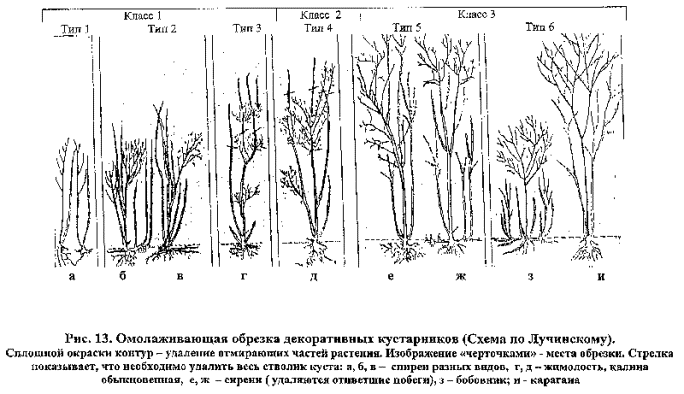 Класс 1 Класс 2 Класс 3
Тип 1 Тип 2 Тип 3 Тип 4 Тип 5 Тип 6
а б в г д е ж з и
Рис. 13. Омолаживающая обрезка декоративных кустарников (Схема по Лучинскому).
Сплошной окраски контур – удаление отмирающих частей растения. Изображение «черточками» - места обрезки. Стрелка
показывает, что необходимо удалить весь стволик куста: а, б, в – спиреи разных видов, г, д – жимолость, калина
обыкновенная, е, ж – сирени ( удаляются отцветшие побеги), з – бобовник; и - карагана